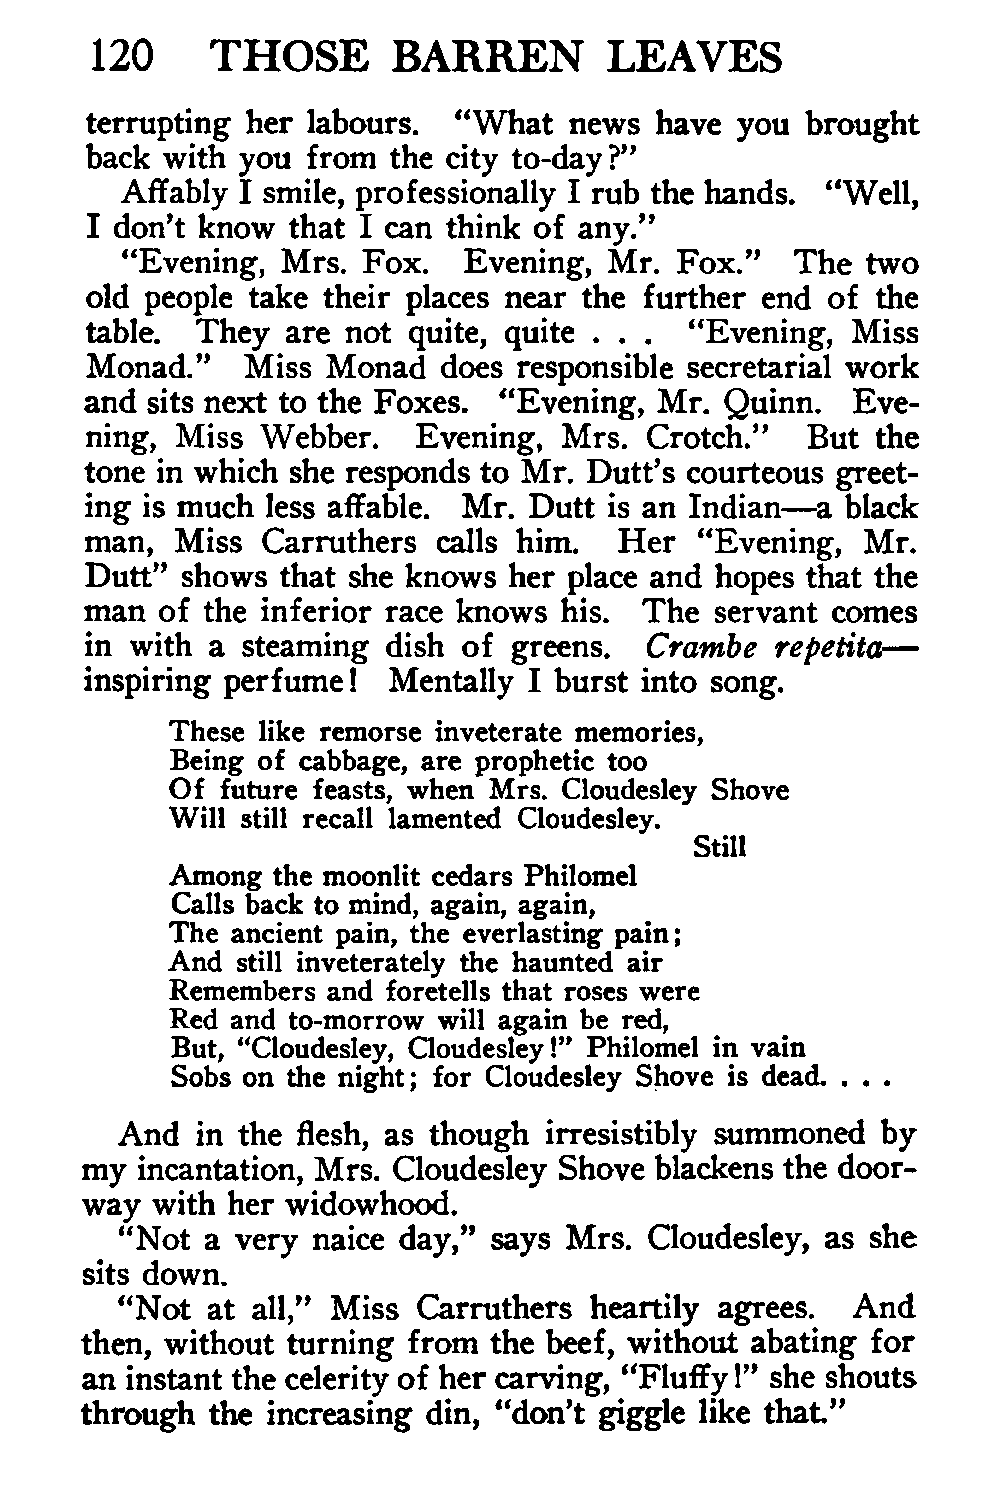 120 THOSE BARREN LEAVES
terrupting her labours. “What news have you brought
back with you from the city to-day?”
Affably I smile, professionally I rub the hands. “Well,
I don’t know that I can think of any.”
“Evening, Mrs. Fox. Evening, Mr. Fox.” The two
old people take their places near the further end of the
table. They are not quite, quite . . . “Evening, Miss
Monad.” Miss Monad does responsible secretarial work
and sits next to the Foxes. “Evening, Mr. Quinn. Eve-
ning, Miss Webber. Evening, Mrs. Crotch.” But the
tone in which she responds to Mr. Dutt’s courteous greet-
ing is much less affable. Mr. Dutt is an Indian—a black
man, Miss Carruthers calls him. Her “Evening, Mr.
Dutt” shows that she knows her place and hopes that the
man of the inferior race knows his. The servant comes
in with a steaming dish of greens. Crambe repetita—
inspiring perfume! Mentally I burst into song.
These like remorse inveterate memories,
Being of cabbage, are prophetic too
Of future feasts, when Mrs. Cloudesley Shove
Will still recall lamented Cloudesley.
Still
Among the moonlit cedars Philomel
Calls back to mind, again, again,
The ancient pain, the everlasting pain;
And still inveterately the haunted air
Remembers and foretells that roses were
Red and to-morrow will again be red,
But, “Cloudesley, Cloudesley!” Philomel in vain
Sobs on the night; for Cloudesley Shove is dead. . . .
And in the flesh, as though irresistibly summoned by
my incantation, Mrs. Cloudesley Shove blackens the door-
way with her widowhood.
“Not a very naice day,” says Mrs. Cloudesley, as she
sits down.
“Not at all,” Miss Carruthers heartily agrees. And
then, without turning from the beef, without abating for
an instant the celerity of her carving, “Fluffy!” she shouts
through the increasing din, “don’t giggle like that.”